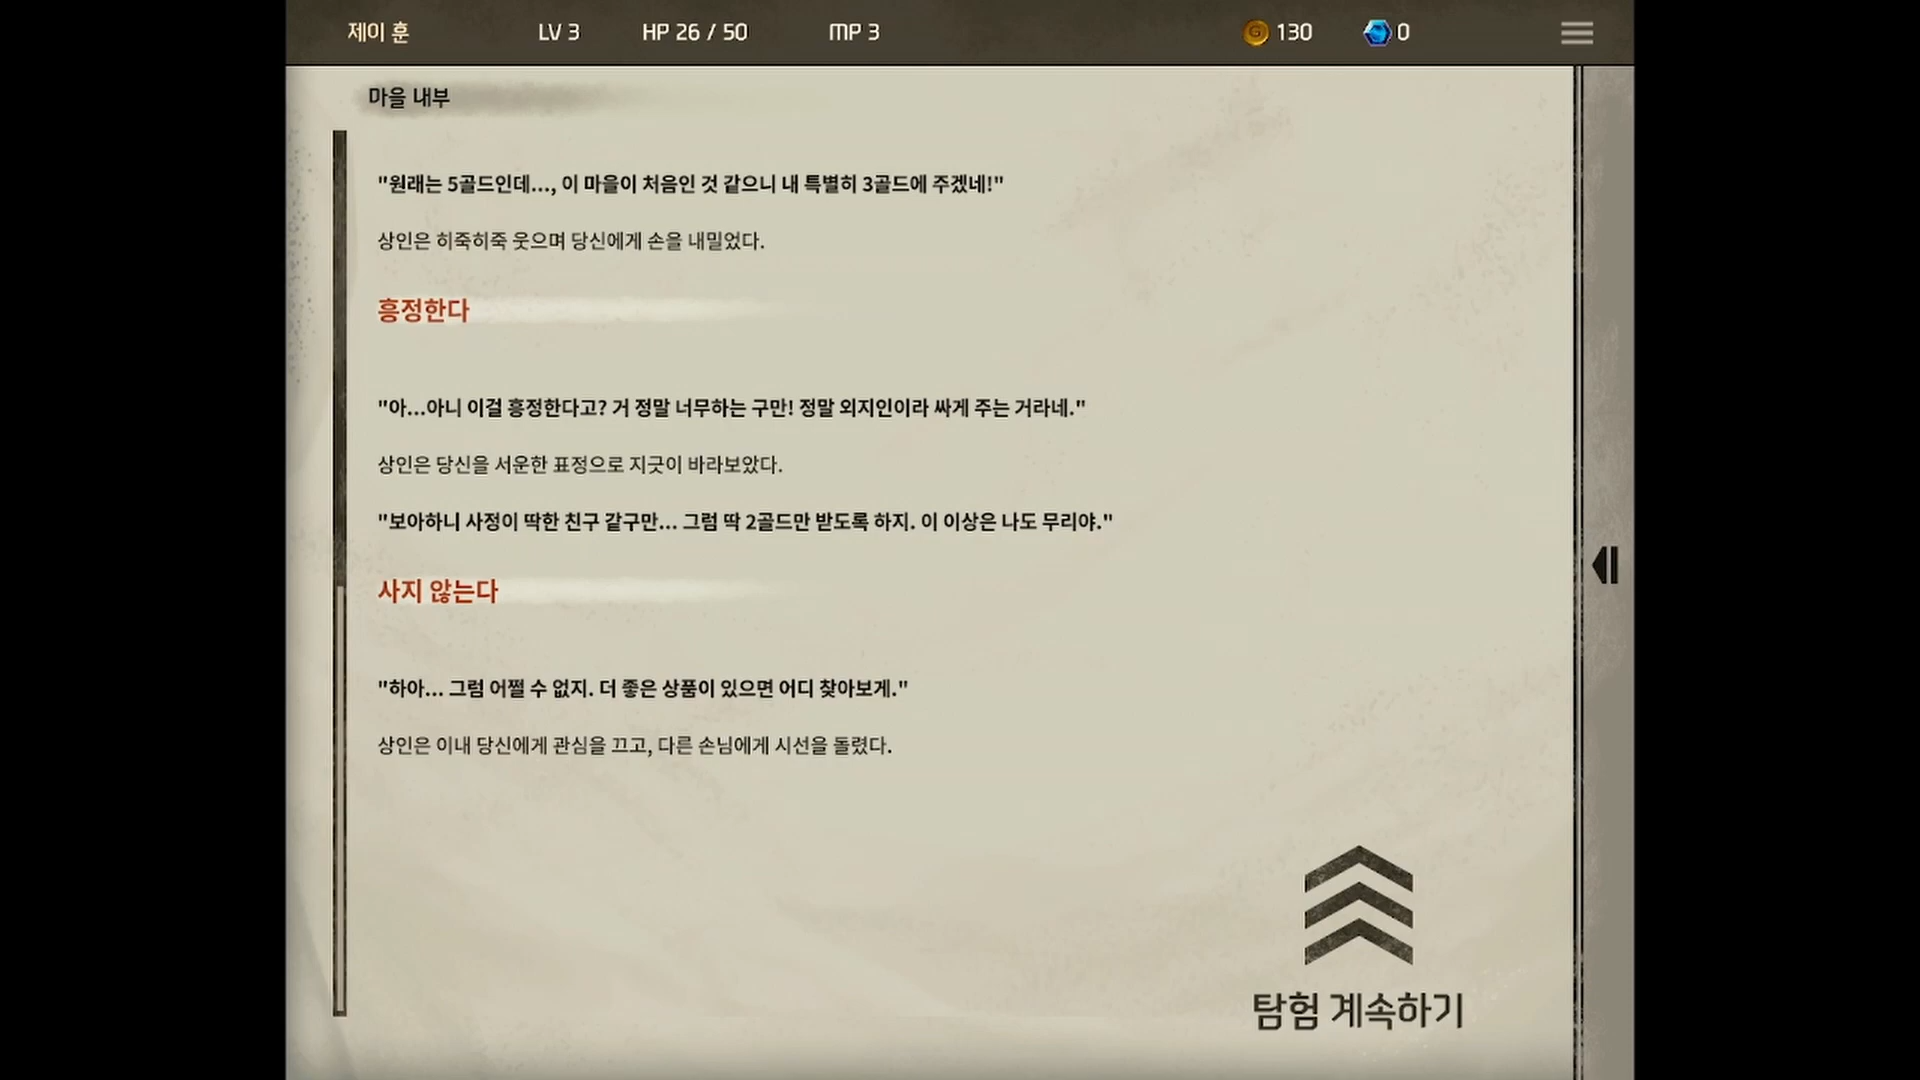 제이 훈 LV 3 HP 26 / 50 MP 3 130 0
마을 내부
"원래는 5골드인데..., 이 마을이 처음인 것 같으니 내 특별히 3골드에 주겠네!"
상인은 히죽히죽 웃으며 당신에게 손을 내밀었다.
흥정한다
"아...아니 이걸 흥정한다고? 거 정말 너무하는 구만! 정말 외지인이라 싸게 주는 거라네."
상인은 당신을 서운한 표정으로 지긋이 바라보았다.
"보아하니 사정이 딱한 친구 같구만... 그럼 딱 2골드만 받도록 하지. 이 이상은 나도 무리야."
사지 않는다
"하아... 그럼 어쩔 수 없지. 더 좋은 상품이 있으면 어디 찾아보게."
상인은 이내 당신에게 관심을 끄고, 다른 손님에게 시선을 돌렸다.
탐험 계속하기